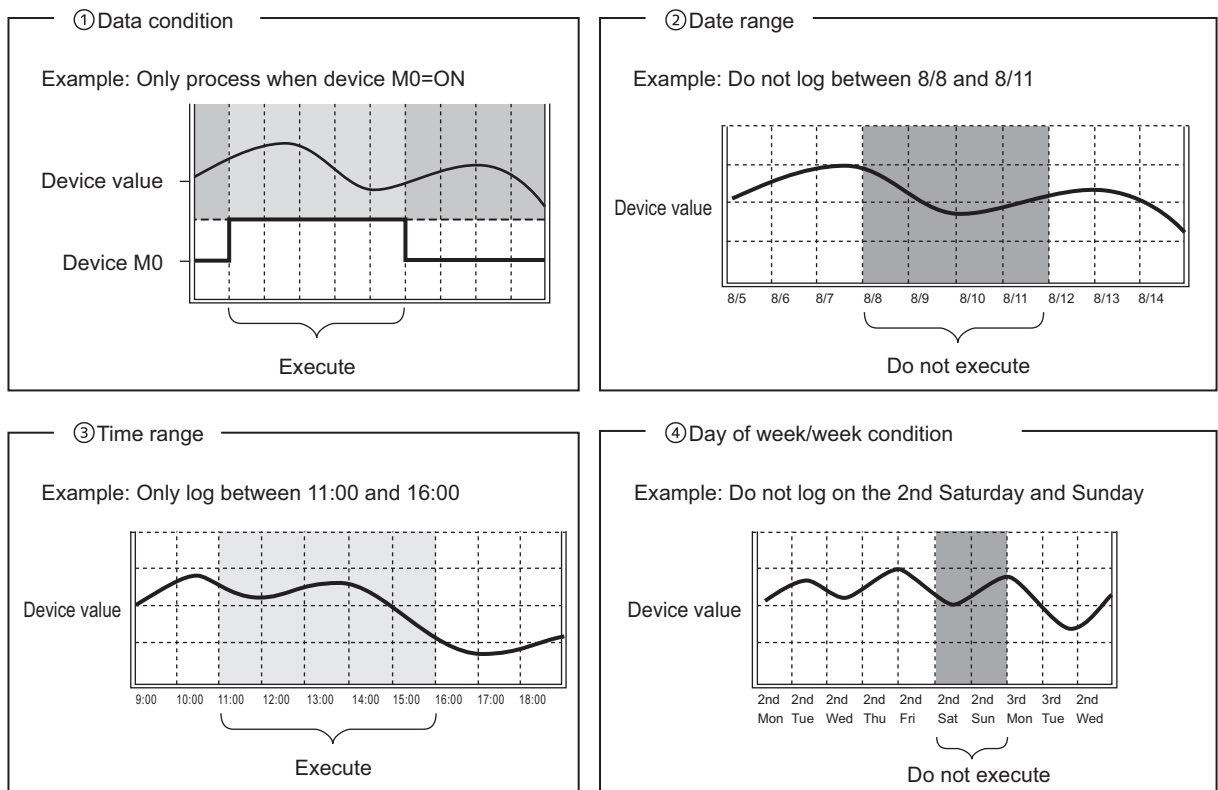 ①Data condition
Example: Only process when device M0=ON
Device value
Device M0
Execute
②Date range
Example: Do not log between 8/8 and 8/11
Device value
8/5 8/6 8/7 8/8 8/9 8/10 8/11 8/12 8/13 8/14
Do not execute
③Time range
Example: Only log between 11:00 and 16:00
Device value
9:00 10:00 11:00 12:00 13:00 14:00 15:00 16:00 17:00 18:00
Execute
④Day of week/week condition
Example: Do not log on the 2nd Saturday and Sunday
Device value
2nd 2nd 2nd 2nd 2nd 2nd 2nd 3rd 3rd 2nd
Mon Tue Wed Thu Fri Sat Sun Mon Tue Wed
Do not execute